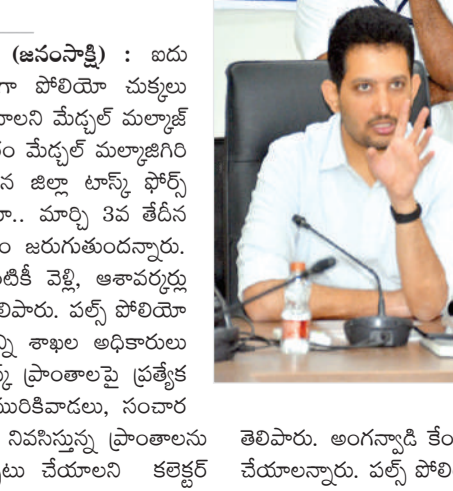 (జనంసాక్షి) : ఐదు
గా పోలియో చుక్కలు
వాలని మేడ్చల్ మల్కాజ్
ం మేడ్చల్ మల్కాజిగిరి
న జిల్లా టాస్క్ ఫోర్స్
.. మార్చి 3వ తేదీన
ం జరుగుతుందన్నారు.
టికీ వెళ్లి, ఆశావర్కర్లు
లిపారు. పల్స్ పోలియో
్ని శాఖల అధికారులు
ప్రాంతాలపై ప్రత్యేక
మురికివాడలు, సంచార
నివసిస్తున్న ప్రాంతాలను
టు చేయాలని కలెక్టర్
తెలిపారు. అంగన్వాడి కేం
చేయాలన్నారు. పల్స్ పోలి